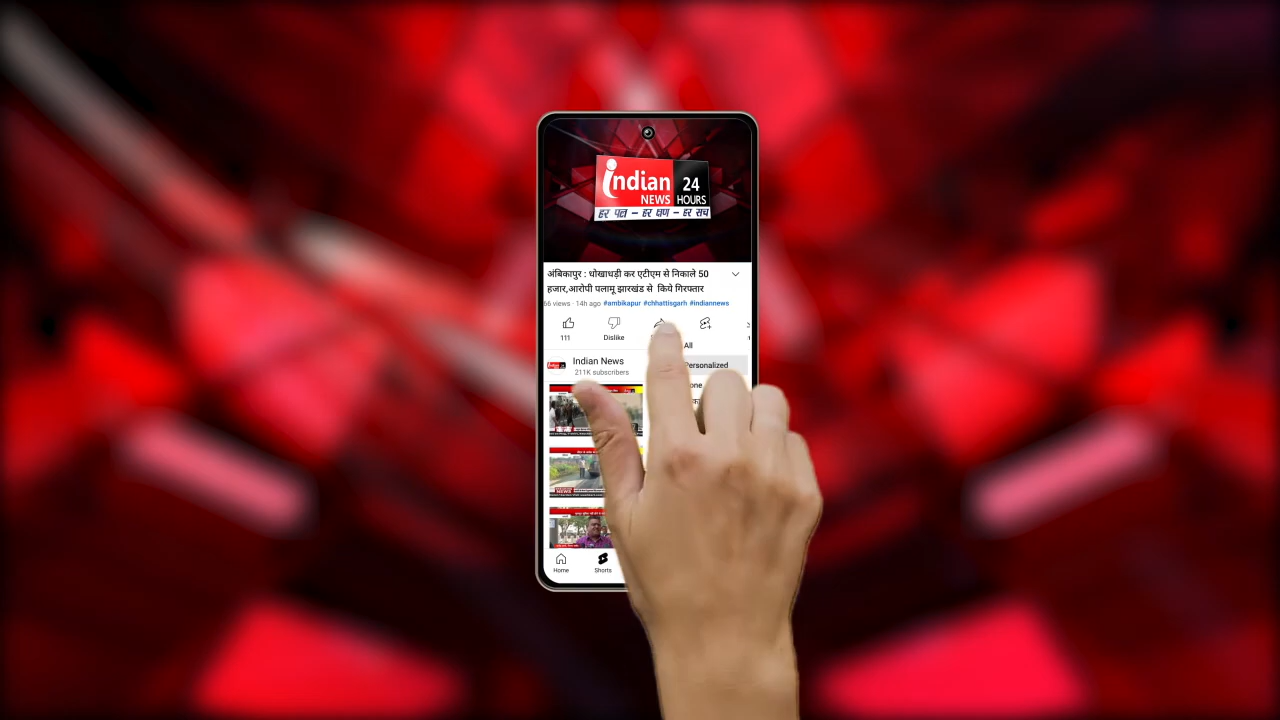 indian
NEWS
24
HOURS
हर पल - हर क्षण - हर सच
अंबिकापुर : धोखाधड़ी कर एटीएम से निकाले 50
हजार,आरोपी पलामू झारखंड से किये गिरफ्तार
66 views · 14h ago #ambikapur #chhattisgarh #indiannews
111
Dislike
All
Indian News
Personalized
211K subscribers
Home
Shorts